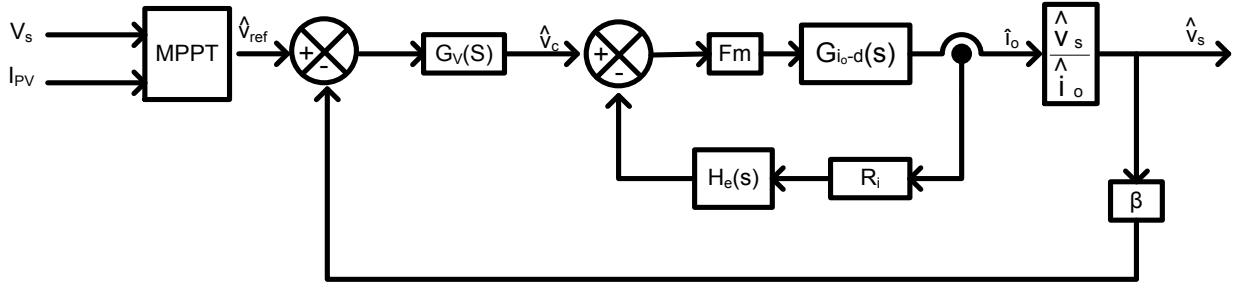 Vs
IPV
MPPT
v̂ref
+
-
GV(S)
v̂c
+
-
Fm
Gio-d(s)
îo
v̂s
îo
v̂s
He(s)
Ri
β